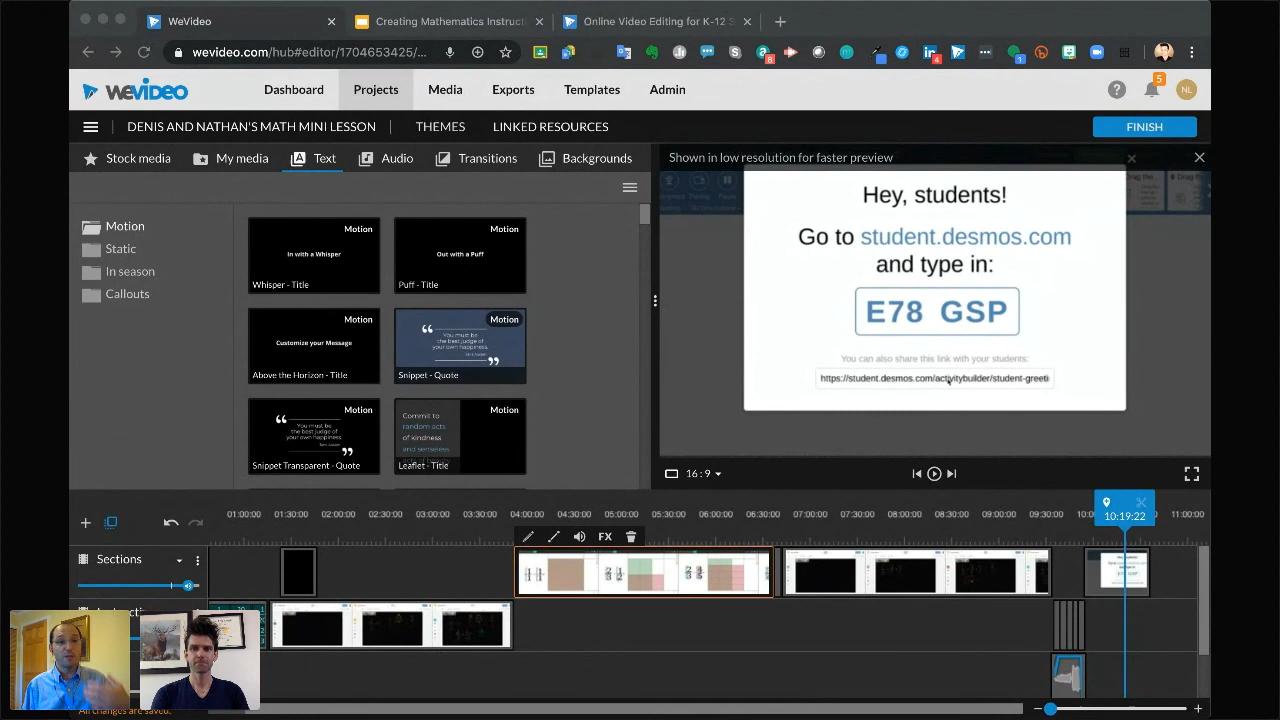 WeVideo
Creating Mathematics Instruct
Online Video Editing for K-12 S
wevideo.com/hub#editor/1704653425/...
8
4
1
WEVIDEO
Dashboard
Projects
Media
Exports
Templates
Admin
5
NL
DENIS AND NATHAN'S MATH MINI LESSON
THEMES
LINKED RESOURCES
FINISH
Stock media
My media
Text
Audio
Transitions
Backgrounds
Shown in low resolution for faster preview
Motion
Static
In season
Callouts
Motion
In with a Whisper
Whisper - Title
Motion
Out with a Puff
Puff - Title
Motion
Customize your Message
Above the Horizon - Title
Motion
You must be
the best judge of
your own happiness.
Snippet - Quote
Motion
You must be
the best judge of
your own happiness.
Snippet Transparent - Quote
Motion
Commit to
random acts
of kindness
and senseless
Leaflet - Title
Hey, students!
Go to student.desmos.com
and type in:
E78 GSP
You can also share this link with your students:
https://student.desmos.com/activitybuilder/student-greeti
16:9
01:00:00
01:30:00
02:00:00
02:30:00
03:00:00
03:30:00
04:00:00
04:30:00
05:00:00
05:30:00
06:00:00
06:30:00
07:00:00
07:30:00
08:00:00
08:30:00
09:00:00
09:30:00
10:19:22
11:00:00
FX
Sections
All changes are saved.